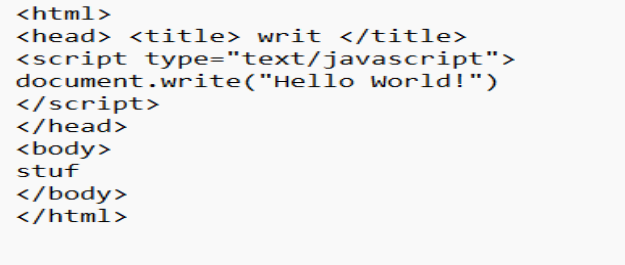 <html>
<head> <title> writ </title>
<script type="text/javascript">
document.write("Hello World!")
</script>
</head>
<body>
stuf
</body>
</html>